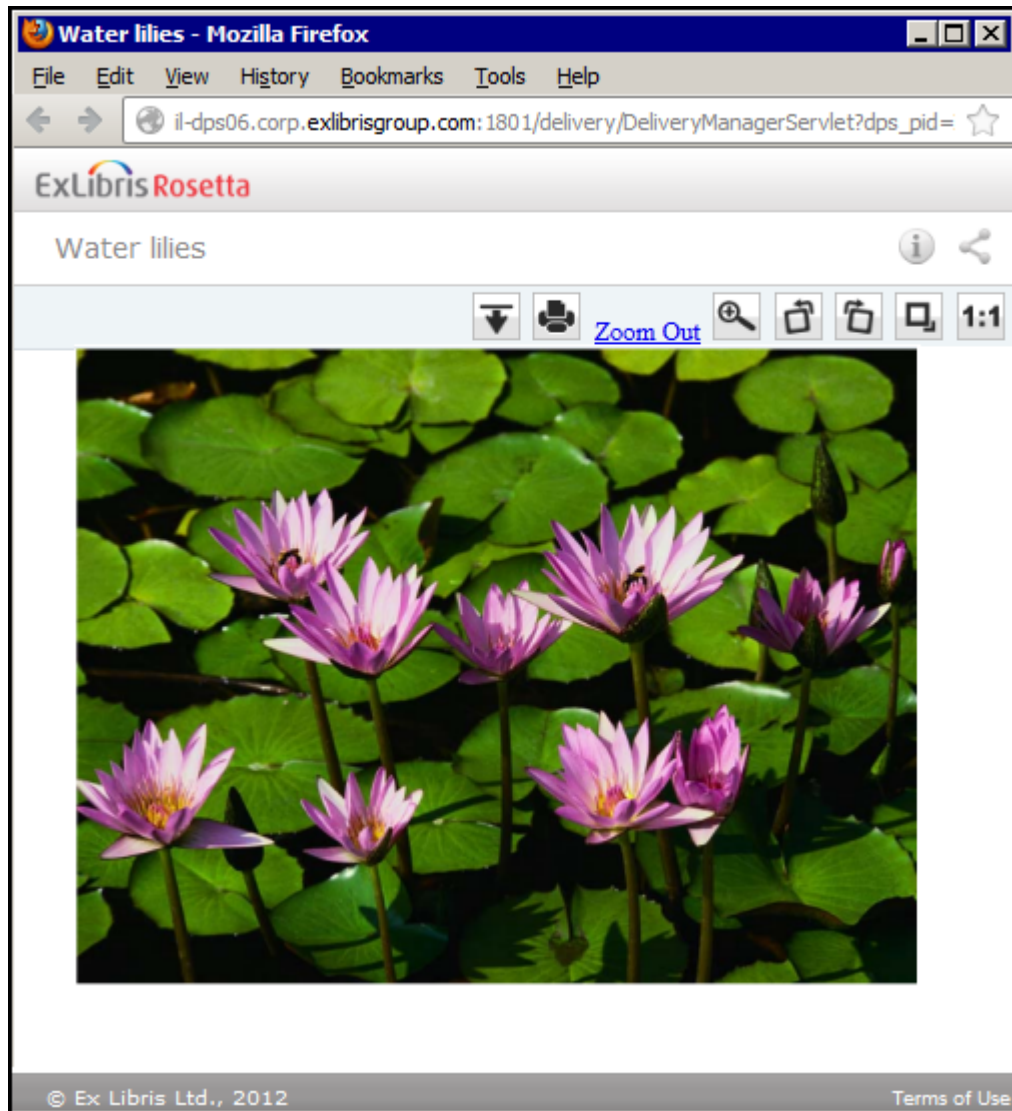 Water lilies - Mozilla Firefox
File Edit View History Bookmarks Tools Help
il-dps06.corp.exlibrisgroup.com:1801/delivery/DeliveryManagerServlet?dps_pid=
ExLibris Rosetta
Water lilies
Zoom Out 1:1
© Ex Libris Ltd., 2012 Terms of Use